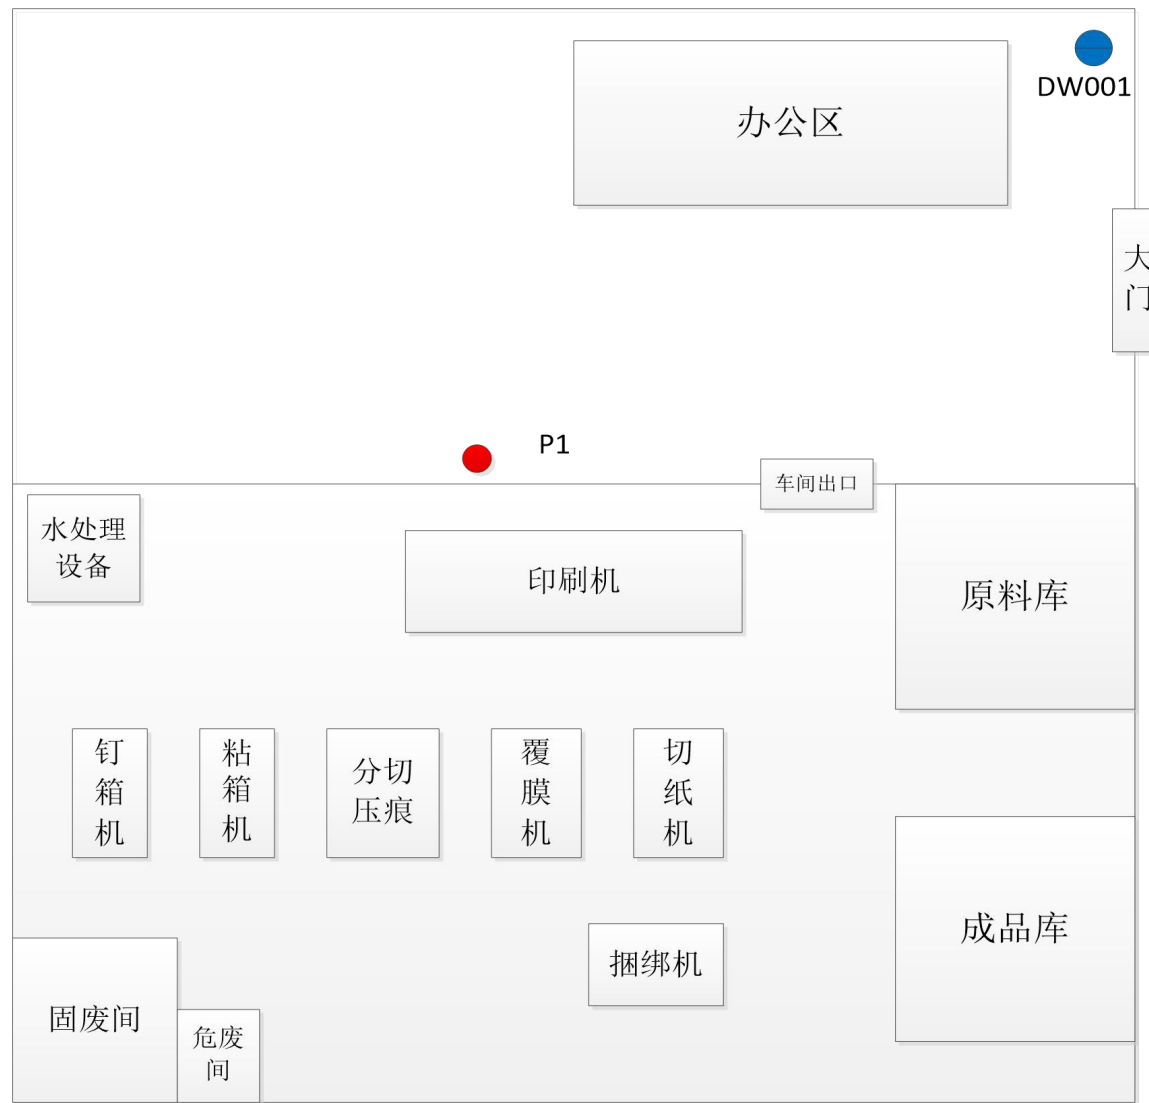 办公区
DW001
大
门
P1
车间出口
水处理
设备
印刷机
原料库
钉
箱
机
粘
箱
机
分切
压痕
覆
膜
机
切
纸
机
成品库
捆绑机
固废间
危废
间